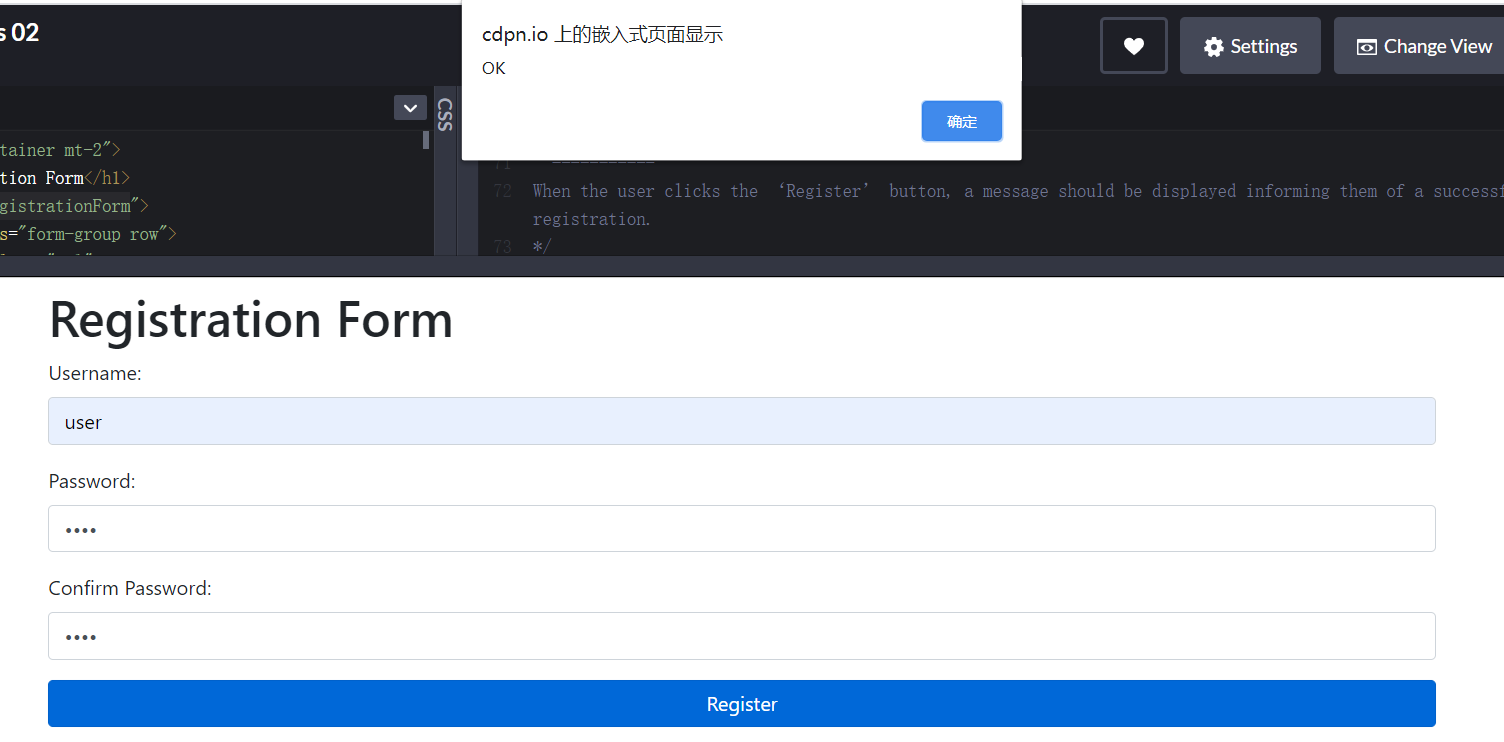 s 02
cdpn.io 上的嵌入式页面显示
OK
确定
Settings
Change View
CSS
tainer mt-2">
tion Form</h1>
gistrationForm">
s="form-group row">
71
72 When the user clicks the ‘Register’ button, a message should be displayed informing them of a successf
registration.
73 */
Registration Form
Username:
user
Password:
••••
Confirm Password:
••••
Register